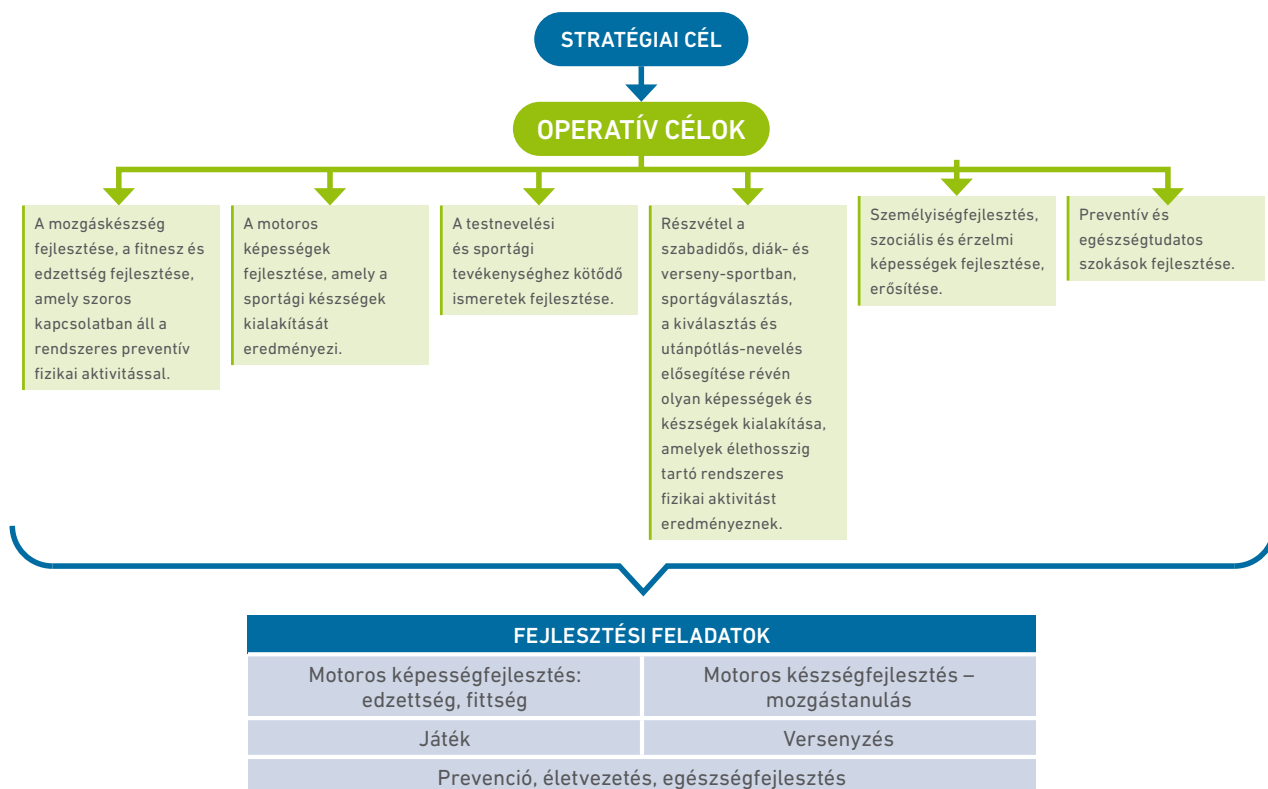 STRATÉGIAI CÉL
OPERATÍV CÉLOK
A mozgáskészség
fejlesztése, a fitnesz és
edzettség fejlesztése,
amely szoros
kapcsolatban áll a
rendszeres preventív
fizikai aktivitással.
A motoros
képességek
fejlesztése, amely a
sportági készségek
kialakítását
eredményezi.
A testnevelési
és sportági
tevékenységhez kötődő
ismeretek fejlesztése.
Részvétel a
szabadidős, diák- és
verseny-sportban,
sportágválasztás,
a kiválasztás és
utánpótlás-nevelés
elősegítése révén
olyan képességek és
készségek kialakítása,
amelyek élethosszig
tartó rendszeres
fizikai aktivitást
eredményeznek.
Személyiségfejlesztés,
szociális és érzelmi
képességek fejlesztése,
erősítése.
Preventív és
egészségtudatos
szokások fejlesztése.
FEJLESZTÉSI FELADATOK
Motoros képességfejlesztés:
edzettség, fittség
Motoros készségfejlesztés –
mozgástanulás
Játék
Versenyzés
Prevenció, életvezetés, egészségfejlesztés